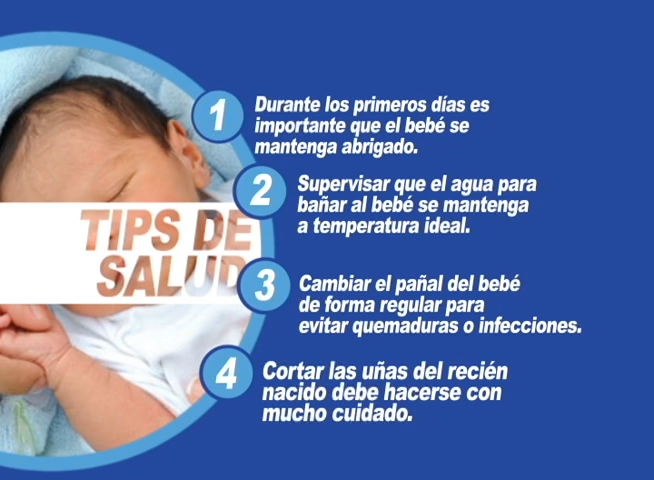 TIPS DE
SALUD
1
Durante los primeros días es
importante que el bebé se
mantenga abrigado.
2
Supervisar que el agua para
bañar al bebé se mantenga
a temperatura ideal.
3
Cambiar el pañal del bebé
de forma regular para
evitar quemaduras o infecciones.
4
Cortar las uñas del recién
nacido debe hacerse con
mucho cuidado.